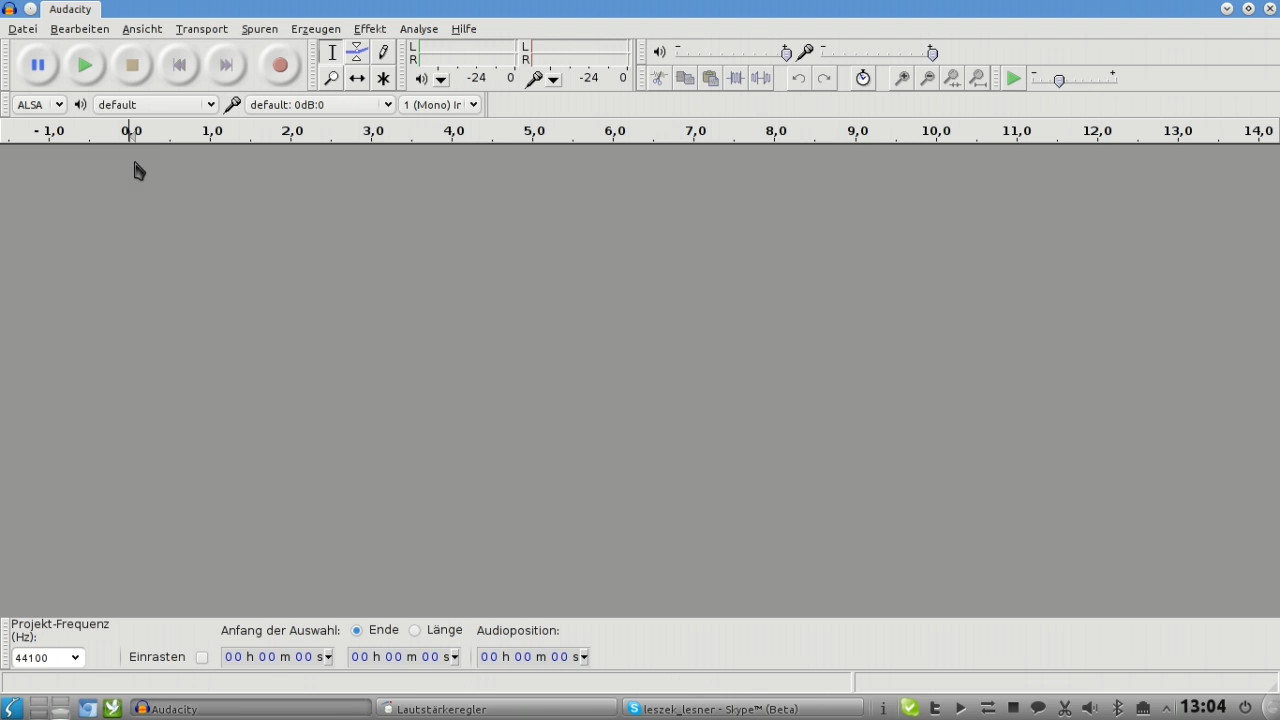 Audacity
Datei Bearbeiten Ansicht Transport Spuren Erzeugen Effekt Analyse Hilfe
L
R
L
R
-24 0 -24 0
ALSA default default: 0dB:0 1 (Mono) Ir
- 1,0 0,0 1,0 2,0 3,0 4,0 5,0 6,0 7,0 8,0 9,0 10,0 11,0 12,0 13,0 14,0
Projekt-Frequenz
(Hz):
Anfang der Auswahl: Ende Länge Audioposition:
44100 Einrasten 00 h 00 m 00 s 00 h 00 m 00 s 00 h 00 m 00 s
Audacity Lautstärkeregler leszek_lesner - Skype™ (Beta) 13:04